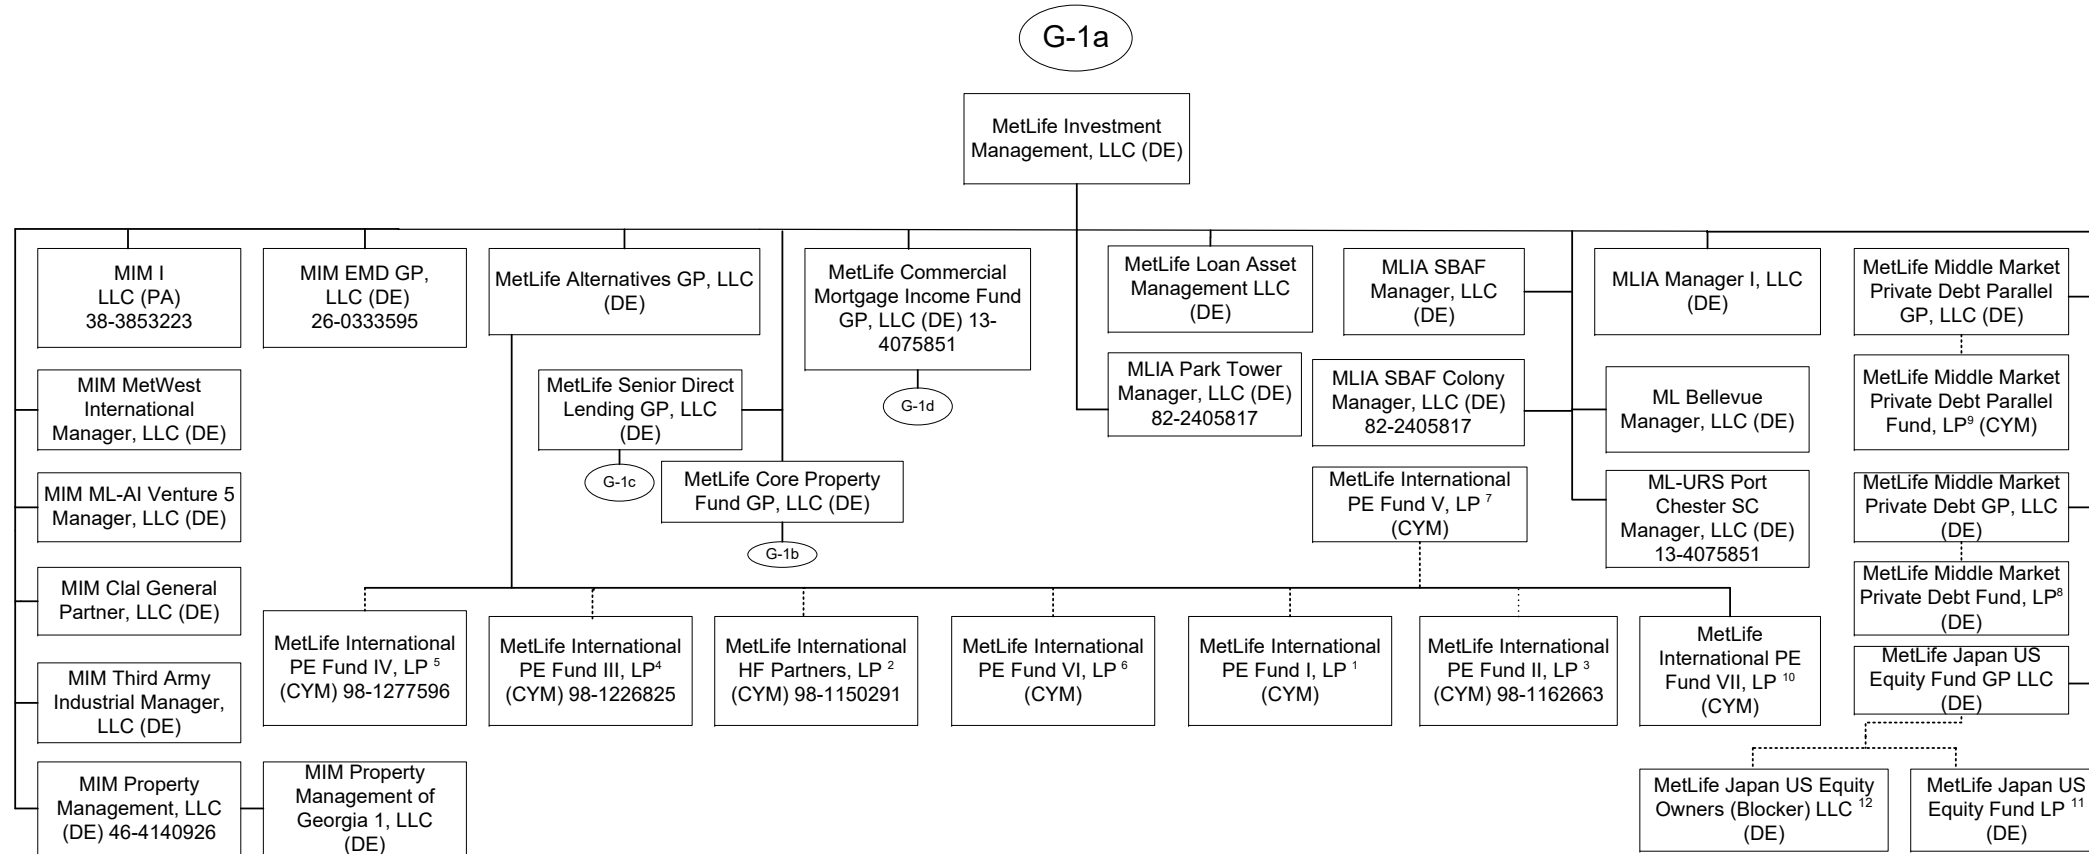 G-1a
MetLife Investment
Management, LLC (DE)
MIM I
LLC (PA)
38-3853223
MIM EMD GP,
LLC (DE)
26-0333595
MetLife Alternatives GP, LLC
(DE)
MetLife Commercial
Mortgage Income Fund
GP, LLC (DE) 13-
4075851
MetLife Loan Asset
Management LLC
(DE)
MLIA SBAF
Manager, LLC
(DE)
MLIA Manager I, LLC
(DE)
MetLife Middle Market
Private Debt Parallel
GP, LLC (DE)
MIM MetWest
International
Manager, LLC (DE)
MetLife Senior Direct
Lending GP, LLC
(DE)
G-1d
MLIA Park Tower
Manager, LLC (DE)
82-2405817
MLIA SBAF Colony
Manager, LLC (DE)
82-2405817
ML Bellevue
Manager, LLC (DE)
MetLife Middle Market
Private Debt Parallel
Fund, LP⁹ (CYM)
MIM ML-AI Venture 5
Manager, LLC (DE)
G-1c
MetLife Core Property
Fund GP, LLC (DE)
G-1b
MetLife International
PE Fund V, LP ⁷
(CYM)
ML-URS Port
Chester SC
Manager, LLC (DE)
13-4075851
MetLife Middle Market
Private Debt GP, LLC
(DE)
MIM Clal General
Partner, LLC (DE)
MetLife Middle Market
Private Debt Fund, LP⁸
(DE)
MetLife International
PE Fund IV, LP ⁵
(CYM) 98-1277596
MetLife International
PE Fund III, LP⁴
(CYM) 98-1226825
MetLife International
HF Partners, LP ²
(CYM) 98-1150291
MetLife International
PE Fund VI, LP ⁶
(CYM)
MetLife International
PE Fund I, LP ¹
(CYM)
MetLife International
PE Fund II, LP ³
(CYM) 98-1162663
MetLife
International PE
Fund VII, LP ¹⁰
(CYM)
MetLife Japan US
Equity Fund GP LLC
(DE)
MIM Third Army
Industrial Manager,
LLC (DE)
MIM Property
Management, LLC
(DE) 46-4140926
MIM Property
Management of
Georgia 1, LLC
(DE)
MetLife Japan US Equity
Owners (Blocker) LLC ¹²
(DE)
MetLife Japan US
Equity Fund LP ¹¹
(DE)